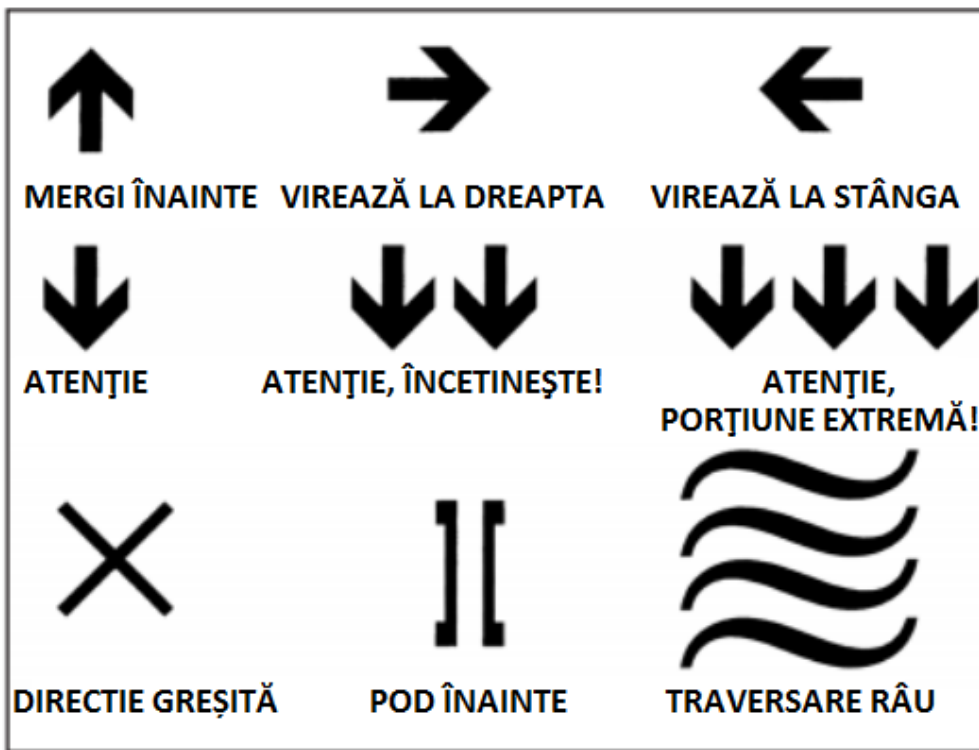 MERGI ÎNAINTE
VIREAZĂ LA DREAPTA
VIREAZĂ LA STÂNGA
ATENŢIE
ATENŢIE, ÎNCETINEŞTE!
ATENŢIE,
PORŢIUNE EXTREMĂ!
DIRECTIE GREȘITĂ
POD ÎNAINTE
TRAVERSARE RÂU